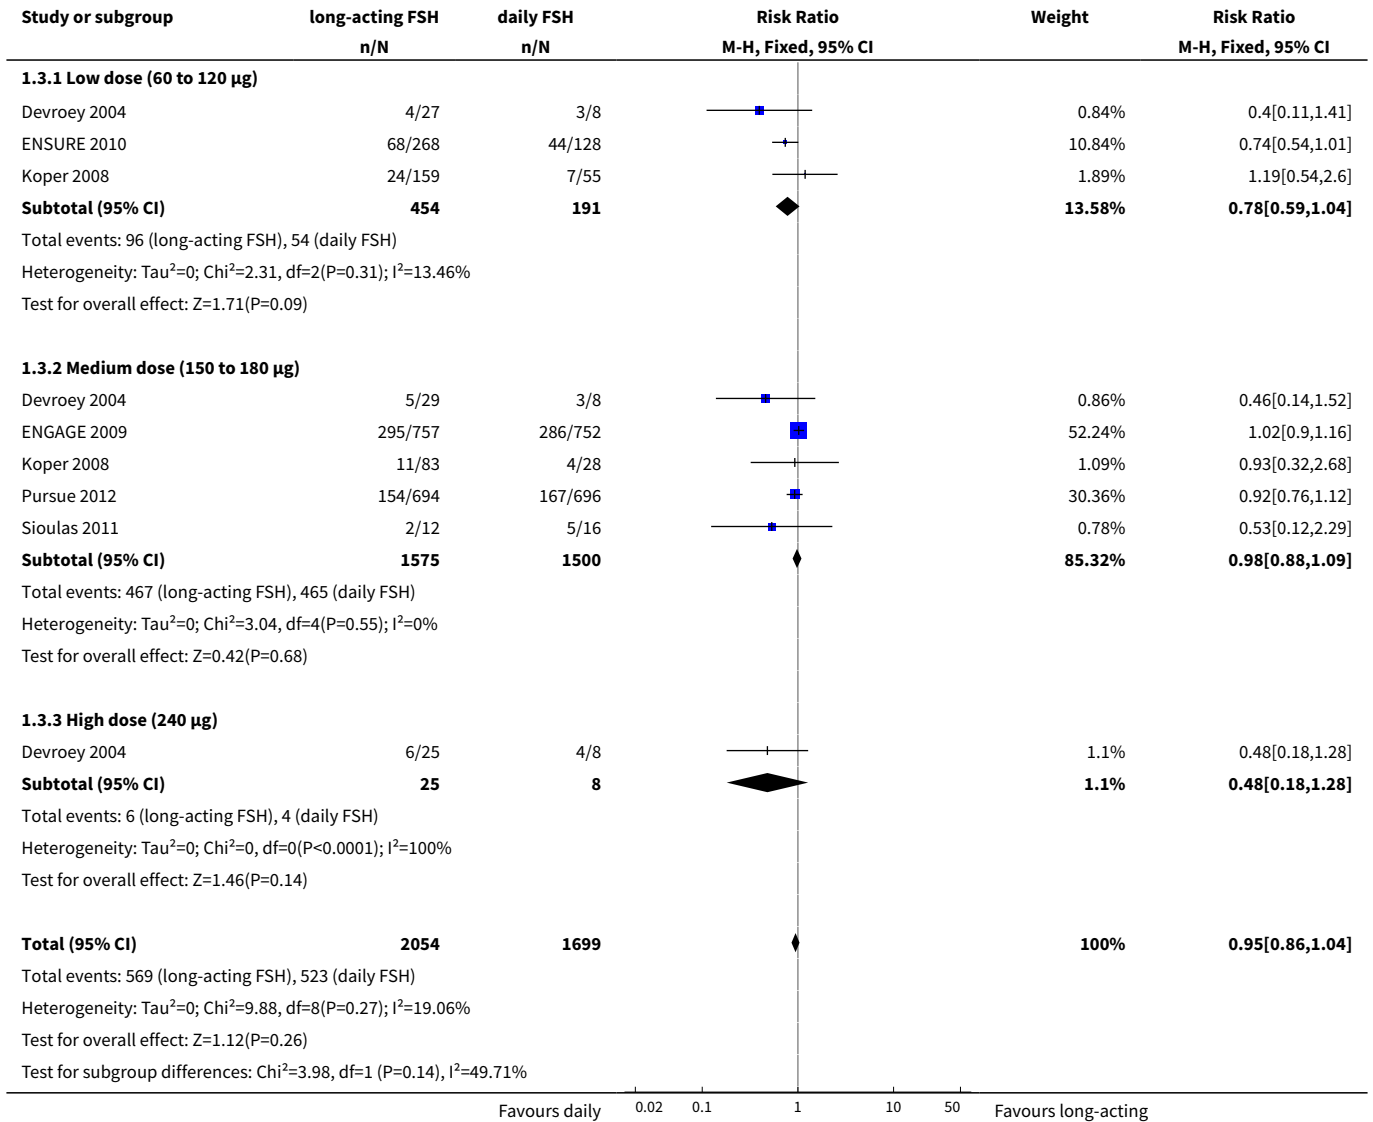 Study or subgroup long-acting FSH daily FSH Risk Ratio Weight Risk Ratio
n/N n/N M-H, Fixed, 95% CI M-H, Fixed, 95% CI
1.3.1 Low dose (60 to 120 µg)
Devroey 2004 4/27 3/8 0.84% 0.4[0.11,1.41]
ENSURE 2010 68/268 44/128 10.84% 0.74[0.54,1.01]
Koper 2008 24/159 7/55 1.89% 1.19[0.54,2.6]
Subtotal (95% CI) 454 191 13.58% 0.78[0.59,1.04]
Total events: 96 (long-acting FSH), 54 (daily FSH)
Heterogeneity: Tau²=0; Chi²=2.31, df=2(P=0.31); I²=13.46%
Test for overall effect: Z=1.71(P=0.09)
1.3.2 Medium dose (150 to 180 µg)
Devroey 2004 5/29 3/8 0.86% 0.46[0.14,1.52]
ENGAGE 2009 295/757 286/752 52.24% 1.02[0.9,1.16]
Koper 2008 11/83 4/28 1.09% 0.93[0.32,2.68]
Pursue 2012 154/694 167/696 30.36% 0.92[0.76,1.12]
Sioulas 2011 2/12 5/16 0.78% 0.53[0.12,2.29]
Subtotal (95% CI) 1575 1500 85.32% 0.98[0.88,1.09]
Total events: 467 (long-acting FSH), 465 (daily FSH)
Heterogeneity: Tau²=0; Chi²=3.04, df=4(P=0.55); I²=0%
Test for overall effect: Z=0.42(P=0.68)
1.3.3 High dose (240 µg)
Devroey 2004 6/25 4/8 1.1% 0.48[0.18,1.28]
Subtotal (95% CI) 25 8 1.1% 0.48[0.18,1.28]
Total events: 6 (long-acting FSH), 4 (daily FSH)
Heterogeneity: Tau²=0; Chi²=0, df=0(P<0.0001); I²=100%
Test for overall effect: Z=1.46(P=0.14)
Total (95% CI) 2054 1699 100% 0.95[0.86,1.04]
Total events: 569 (long-acting FSH), 523 (daily FSH)
Heterogeneity: Tau²=0; Chi²=9.88, df=8(P=0.27); I²=19.06%
Test for overall effect: Z=1.12(P=0.26)
Test for subgroup differences: Chi²=3.98, df=1 (P=0.14), I²=49.71%
Favours daily 0.02 0.1 1 10 50 Favours long-acting